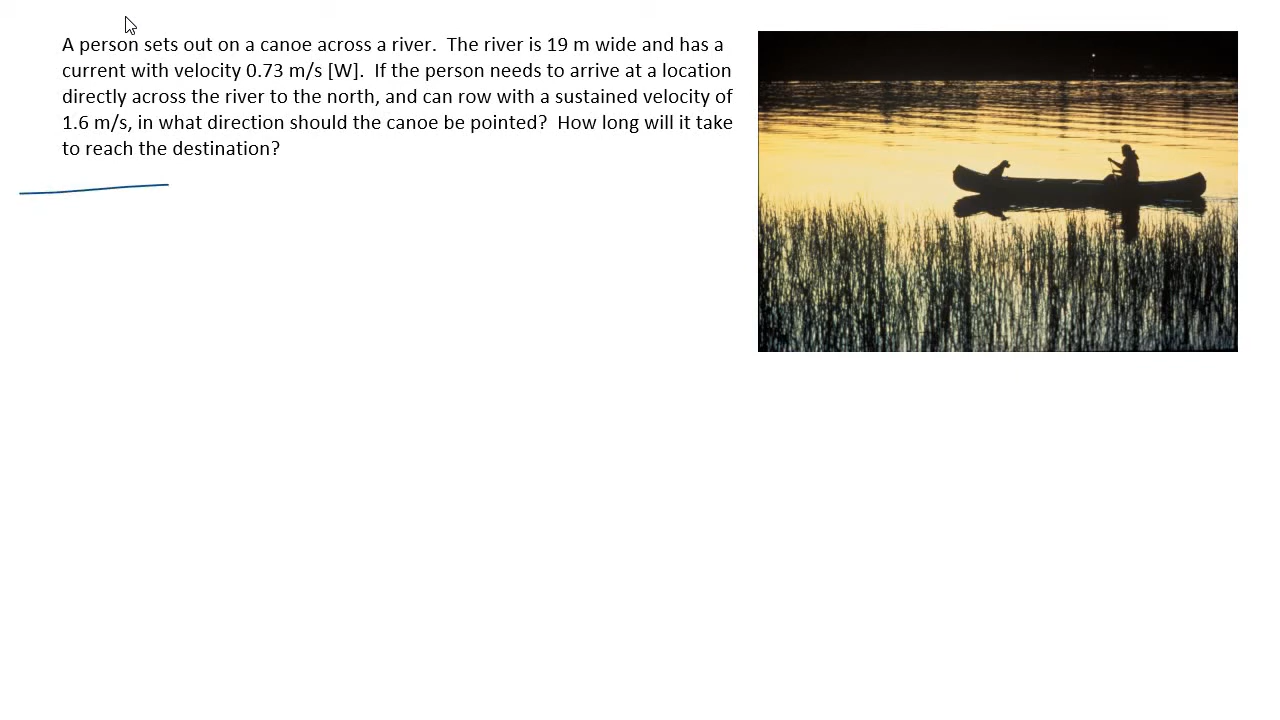 A person sets out on a canoe across a river.  The river is 19 m wide and has a
current with velocity 0.73 m/s [W].  If the person needs to arrive at a location
directly across the river to the north, and can row with a sustained velocity of
1.6 m/s, in what direction should the canoe be pointed?  How long will it take
to reach the destination?